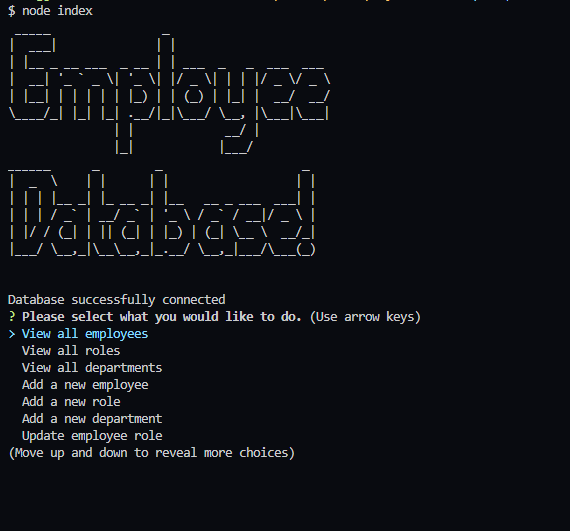 $ node index
Employee
Database!
Database successfully connected
? Please select what you would like to do. (Use arrow keys)
> View all employees
View all roles
View all departments
Add a new employee
Add a new role
Add a new department
Update employee role
(Move up and down to reveal more choices)